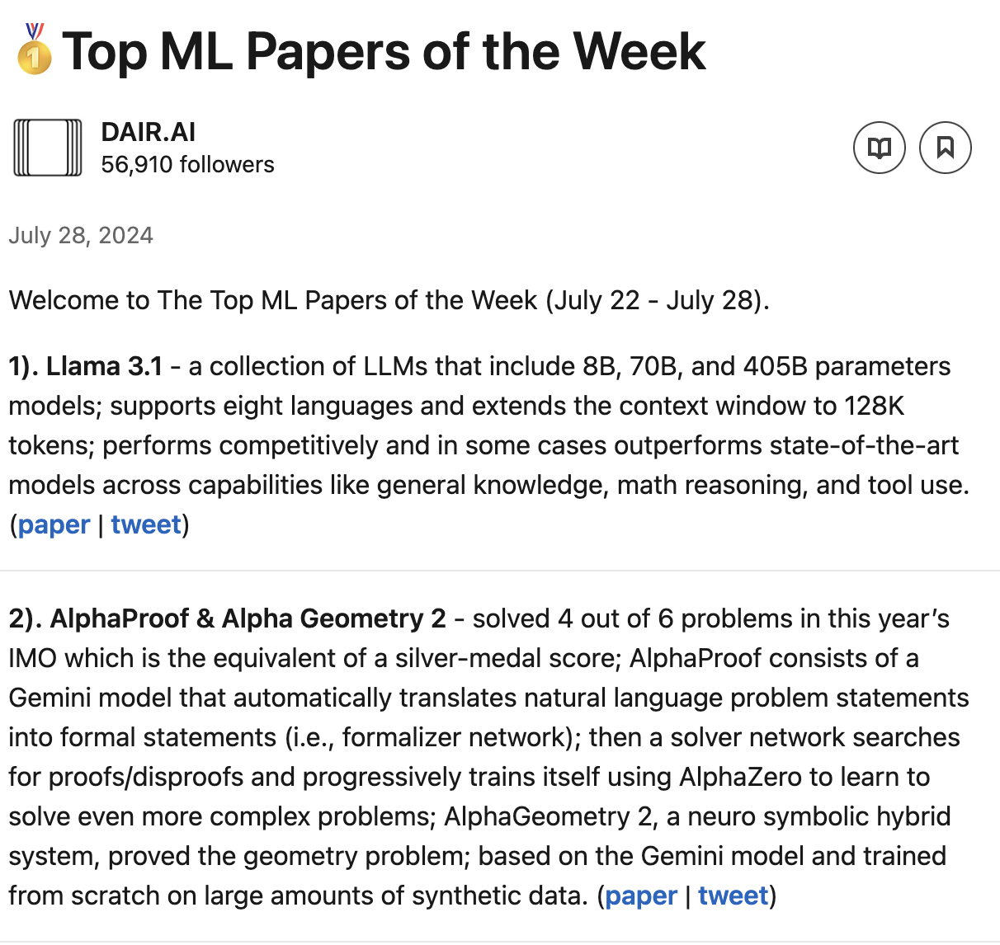 🥇Top ML Papers of the Week
DAIR.AI
56,910 followers
July 28, 2024
Welcome to The Top ML Papers of the Week (July 22 - July 28).
1). Llama 3.1 - a collection of LLMs that include 8B, 70B, and 405B parameters
models; supports eight languages and extends the context window to 128K
tokens; performs competitively and in some cases outperforms state-of-the-art
models across capabilities like general knowledge, math reasoning, and tool use.
(paper | tweet)
2). AlphaProof & Alpha Geometry 2 - solved 4 out of 6 problems in this year’s
IMO which is the equivalent of a silver-medal score; AlphaProof consists of a
Gemini model that automatically translates natural language problem statements
into formal statements (i.e., formalizer network); then a solver network searches
for proofs/disproofs and progressively trains itself using AlphaZero to learn to
solve even more complex problems; AlphaGeometry 2, a neuro symbolic hybrid
system, proved the geometry problem; based on the Gemini model and trained
from scratch on large amounts of synthetic data. (paper | tweet)